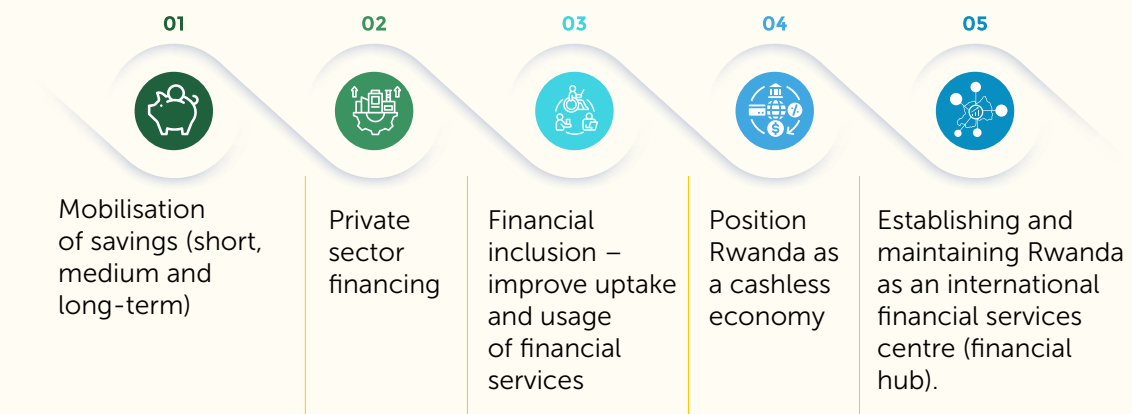 01
Mobilisation
of savings (short,
medium and
long-term)
02
Private
sector
financing
03
Financial
inclusion –
improve uptake
and usage
of financial
services
04
Position
Rwanda as
a cashless
economy
05
Establishing and
maintaining Rwanda
as an international
financial services
centre (financial
hub).